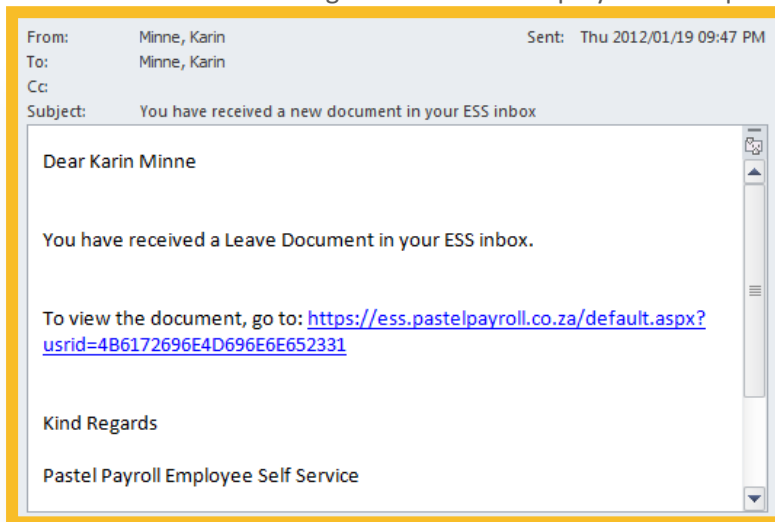 From: Minne, Karin Sent: Thu 2012/01/19 09:47 PM
To: Minne, Karin
Cc:
Subject: You have received a new document in your ESS inbox
Dear Karin Minne
You have received a Leave Document in your ESS inbox.
To view the document, go to: https://ess.pastelpayroll.co.za/default.aspx?
usrid=4B6172696E4D696E6E652331
Kind Regards
Pastel Payroll Employee Self Service